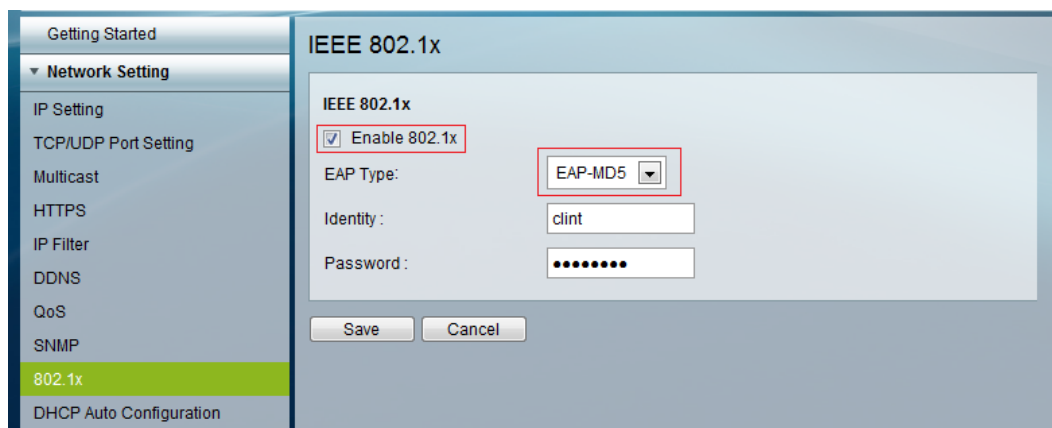 Getting Started
Network Setting
IP Setting
TCP/UDP Port Setting
Multicast
HTTPS
IP Filter
DDNS
QoS
SNMP
802.1x
DHCP Auto Configuration
IEEE 802.1x
IEEE 802.1x
Enable 802.1x
EAP Type: EAP-MD5
Identity : clint
Password : ••••••••
Save Cancel